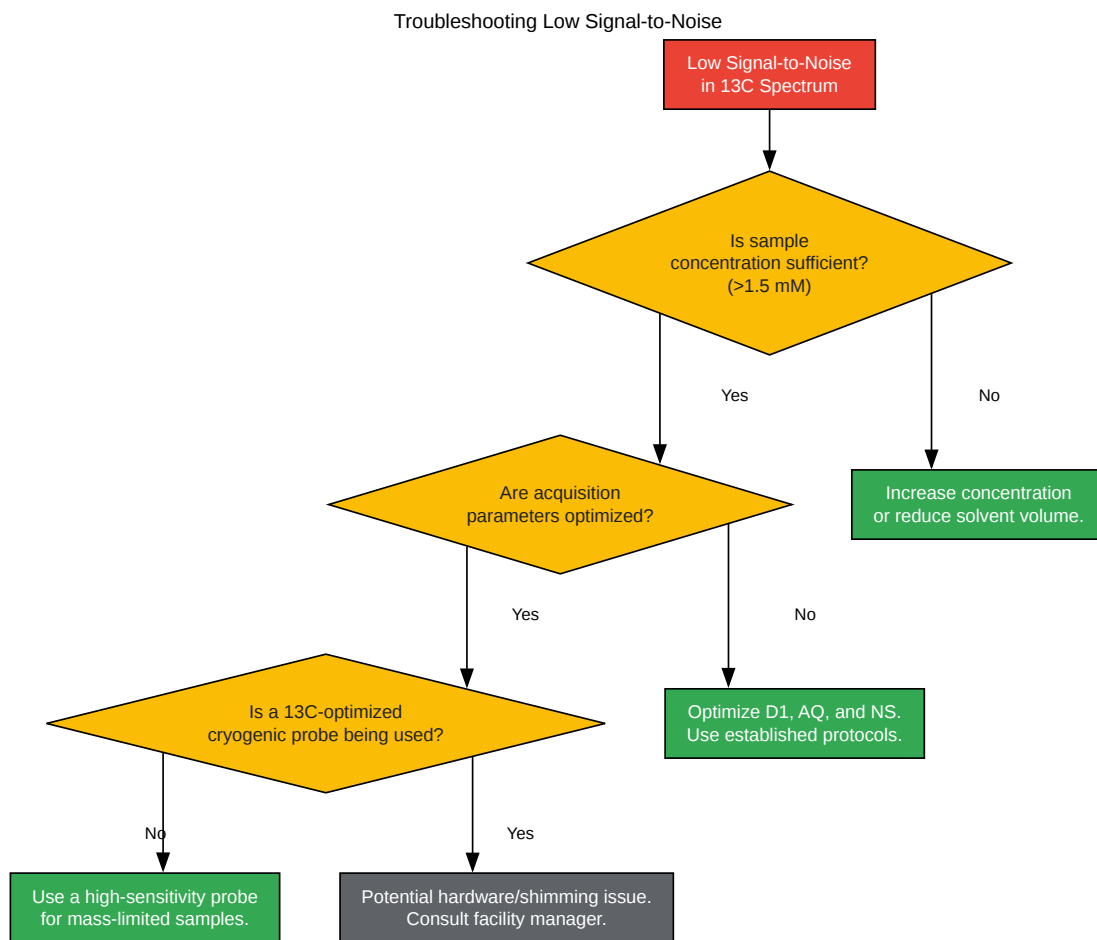 Troubleshooting Low Signal-to-Noise
Low Signal-to-Noise
in 13C Spectrum
Is sample
concentration sufficient?
(>1.5 mM)
Yes
No
Are acquisition
parameters optimized?
Increase concentration
or reduce solvent volume.
Yes
No
Is a 13C-optimized
cryogenic probe being used?
Optimize D1, AQ, and NS.
Use established protocols.
No
Yes
Use a high-sensitivity probe
for mass-limited samples.
Potential hardware/shimming issue.
Consult facility manager.